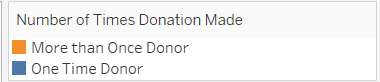 Number of Times Donation Made
More than Once Donor
One Time Donor